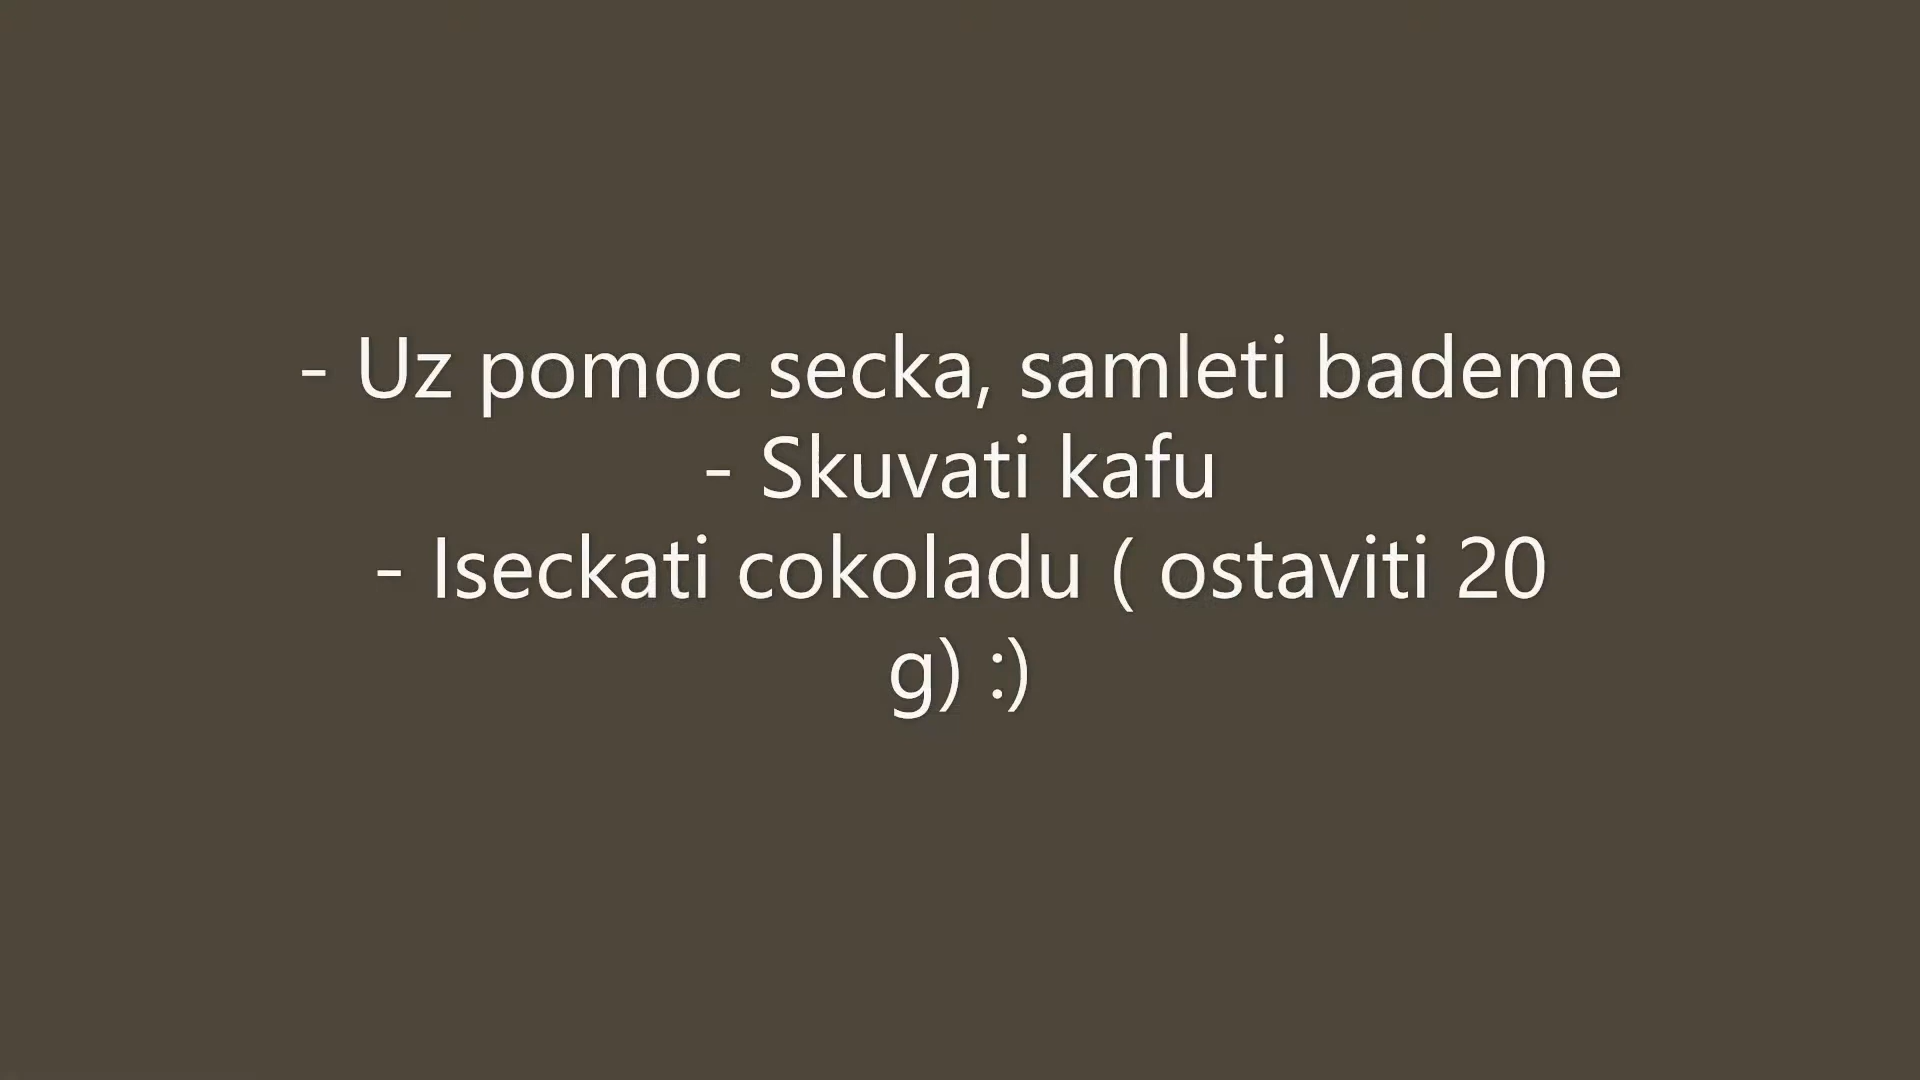 - Uz pomoc secka, samleti bademe
- Skuvati kafu
- Iseckati cokoladu ( ostaviti 20
g) :)